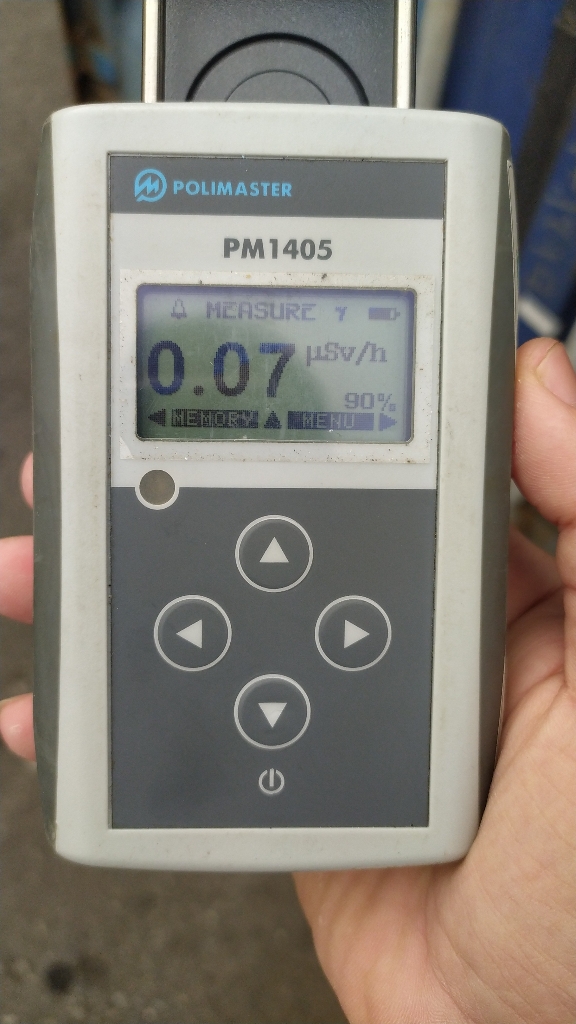 POLIMASTER
PM1405
MEASURE γ
0.07 µSv/h
90%
MEMORY MENU